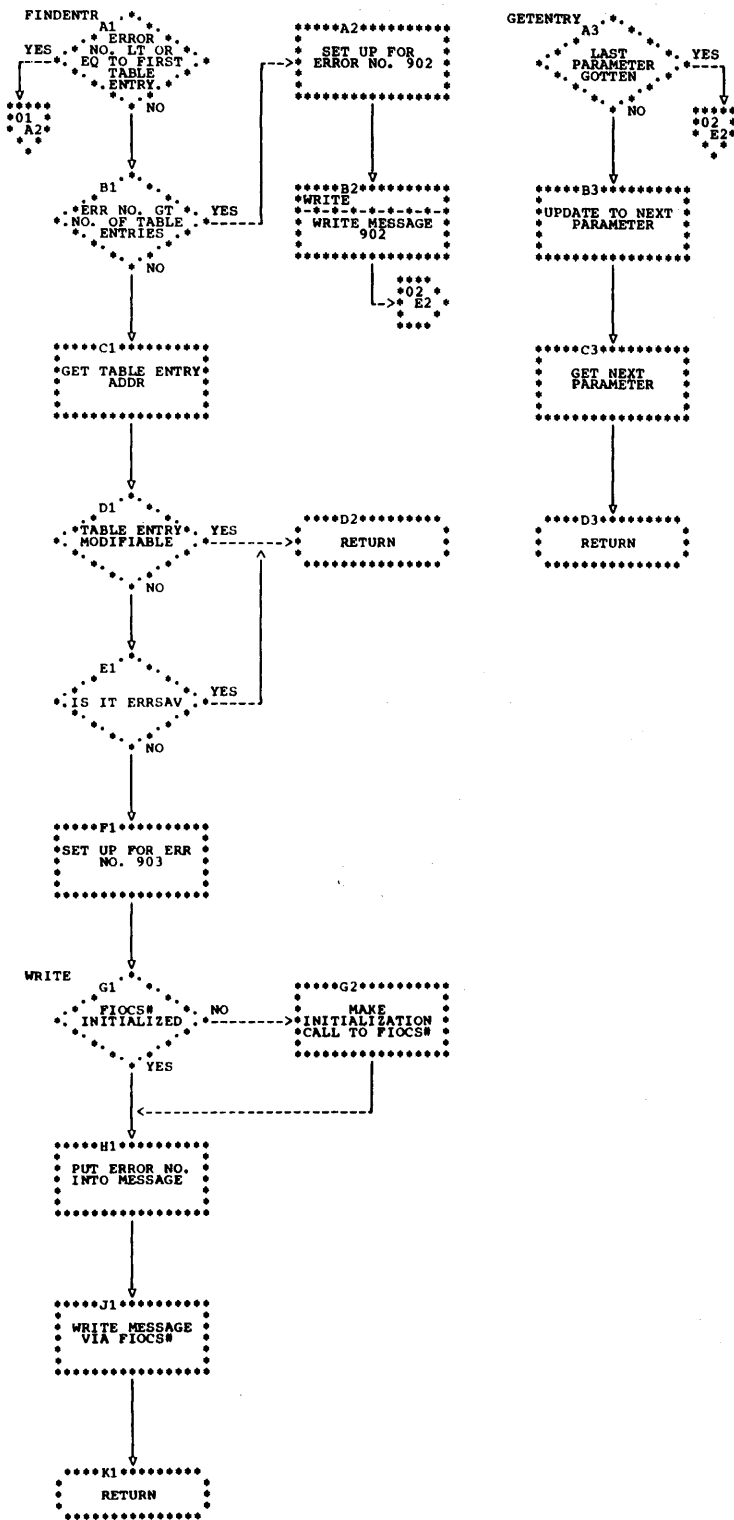 FINDENTR
A1
ERROR
NO. LT OR
EQ TO FIRST
TABLE
ENTRY
YES
NO
01
A2
B1
ERR NO. GT
NO. OF TABLE
ENTRIES
YES
NO
C1
GET TABLE ENTRY
ADDR
D1
TABLE ENTRY
MODIFIABLE
YES
NO
E1
IS IT ERRSAV
YES
NO
F1
SET UP FOR ERR
NO. 903
WRITE
G1
FIOCS#
INITIALIZED
NO
YES
H1
PUT ERROR NO.
INTO MESSAGE
J1
WRITE MESSAGE
VIA FIOCS#
K1
RETURN
A2
SET UP FOR
ERROR NO. 902
B2
WRITE
WRITE MESSAGE
902
02
E2
D2
RETURN
G2
MAKE
INITIALIZATION
CALL TO FIOCS#
GETENTRY
A3
LAST
PARAMETER
GOTTEN
YES
NO
02
E2
B3
UPDATE TO NEXT
PARAMETER
C3
GET NEXT
PARAMETER
D3
RETURN